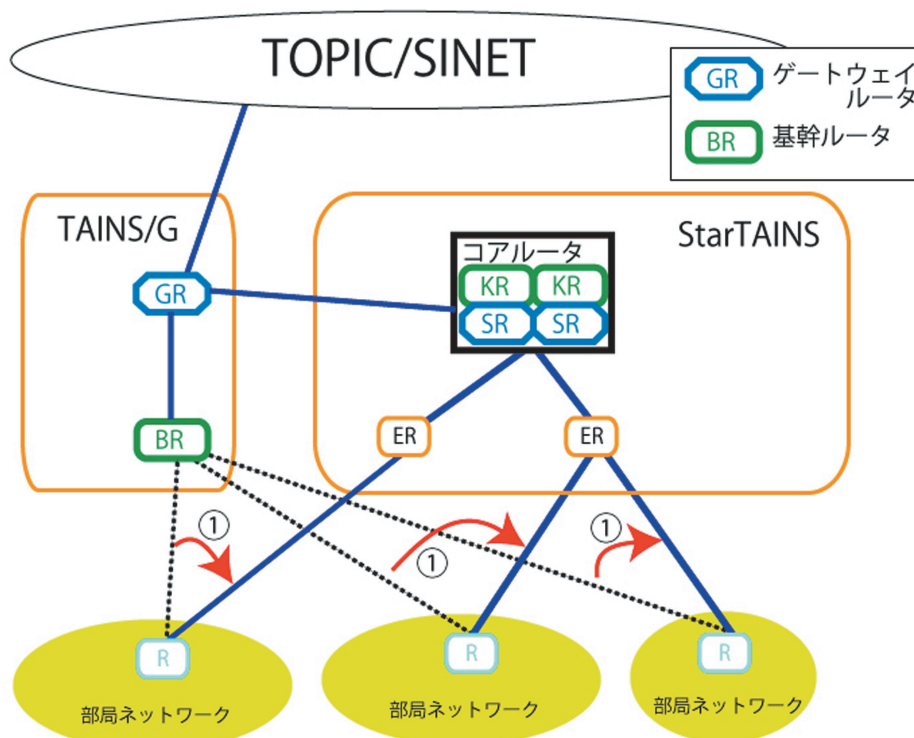 TOPIC/SINET
GR
ゲートウェイ
ルータ
BR
基幹ルータ
TAINS/G
StarTAINS
コアルータ
KR
KR
SR
SR
GR
BR
ER
ER
①
①
①
R
部局ネットワーク
R
部局ネットワーク
R
部局ネットワーク